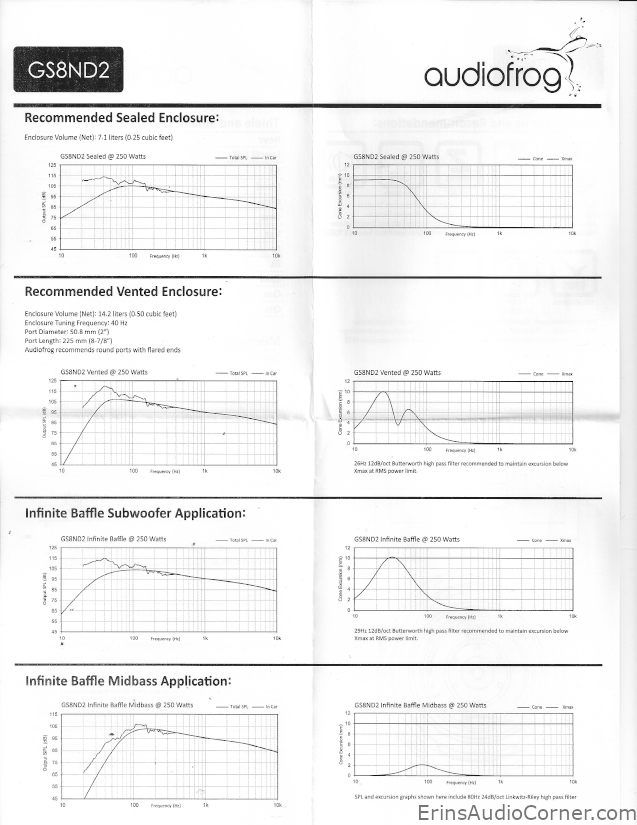 GS8ND2
audiofrog
Recommended Sealed Enclosure:
Enclosure Volume (Net): 7.1 liters (0.25 cubic feet)
GS8ND2 Sealed @ 250 Watts
Total SPL
In Car
125
115
105
95
85
75
65
55
45
Output SPL (dB)
10
100
Frequency (Hz)
1k
10k
GS8ND2 Sealed @ 250 Watts
Cone
Xmax
12
10
8
6
4
2
0
Cone Excursion (mm)
10
100
Frequency (Hz)
1k
10k
Recommended Vented Enclosure:
Enclosure Volume (Net): 14.2 liters (0.50 cubic feet)
Enclosure Tuning Frequency: 40 Hz
Port Diameter: 50.8 mm (2")
Port Length: 225 mm (8-7/8")
Audiofrog recommends round ports with flared ends
GS8ND2 Vented @ 250 Watts
Total SPL
In Car
125
115
105
95
85
75
65
55
45
Output SPL (dB)
10
100
Frequency (Hz)
1k
10k
GS8ND2 Vented @ 250 Watts
Cone
Xmax
12
10
8
6
4
2
0
Cone Excursion (mm)
10
100
Frequency (Hz)
1k
10k
26Hz 12dB/oct Butterworth high pass filter recommended to maintain excursion below
Xmax at RMS power limit.
Infinite Baffle Subwoofer Application:
GS8ND2 Infinite Baffle @ 250 Watts
Total SPL
In Car
125
115
105
95
85
75
65
55
45
Output SPL (dB)
10
100
Frequency (Hz)
1k
10k
GS8ND2 Infinite Baffle @ 250 Watts
Cone
Xmax
12
10
8
6
4
2
0
Cone Excursion (mm)
10
100
Frequency (Hz)
1k
10k
29Hz 12dB/oct Butterworth high pass filter recommended to maintain excursion below
Xmax at RMS power limit.
Infinite Baffle Midbass Application:
GS8ND2 Infinite Baffle Midbass @ 250 Watts
Total SPL
In Car
115
105
95
85
75
65
55
45
Output SPL (dB)
10
100
Frequency (Hz)
1k
10k
GS8ND2 Infinite Baffle Midbass @ 250 Watts
Cone
Xmax
12
10
8
6
4
2
0
Cone Excursion (mm)
10
100
Frequency (Hz)
1k
10k
SPL and excursion graphs shown here include 80Hz 24dB/oct Linkwitz-Riley high pass filter
ErinsAudioCorner.com